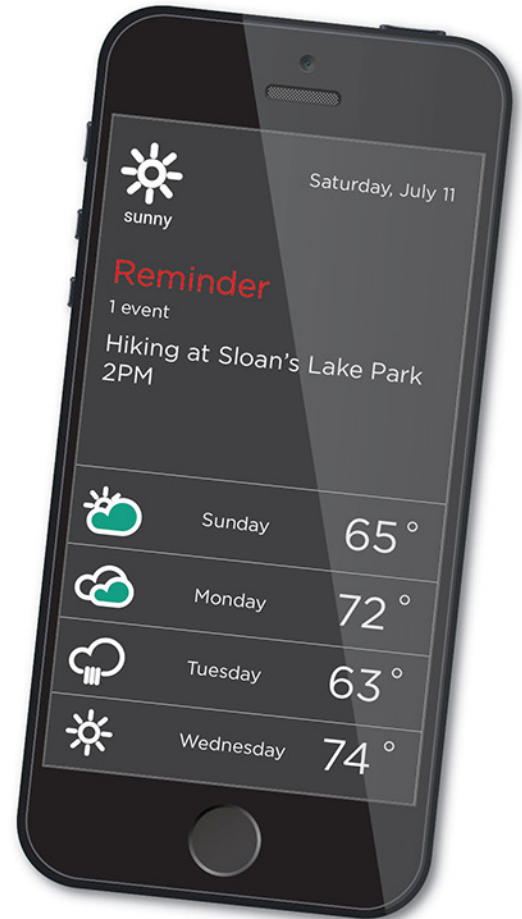 Saturday, July 11
sunny
Reminder
1 event
Hiking at Sloan's Lake Park
2PM
Sunday 65°
Monday 72°
Tuesday 63°
Wednesday 74°